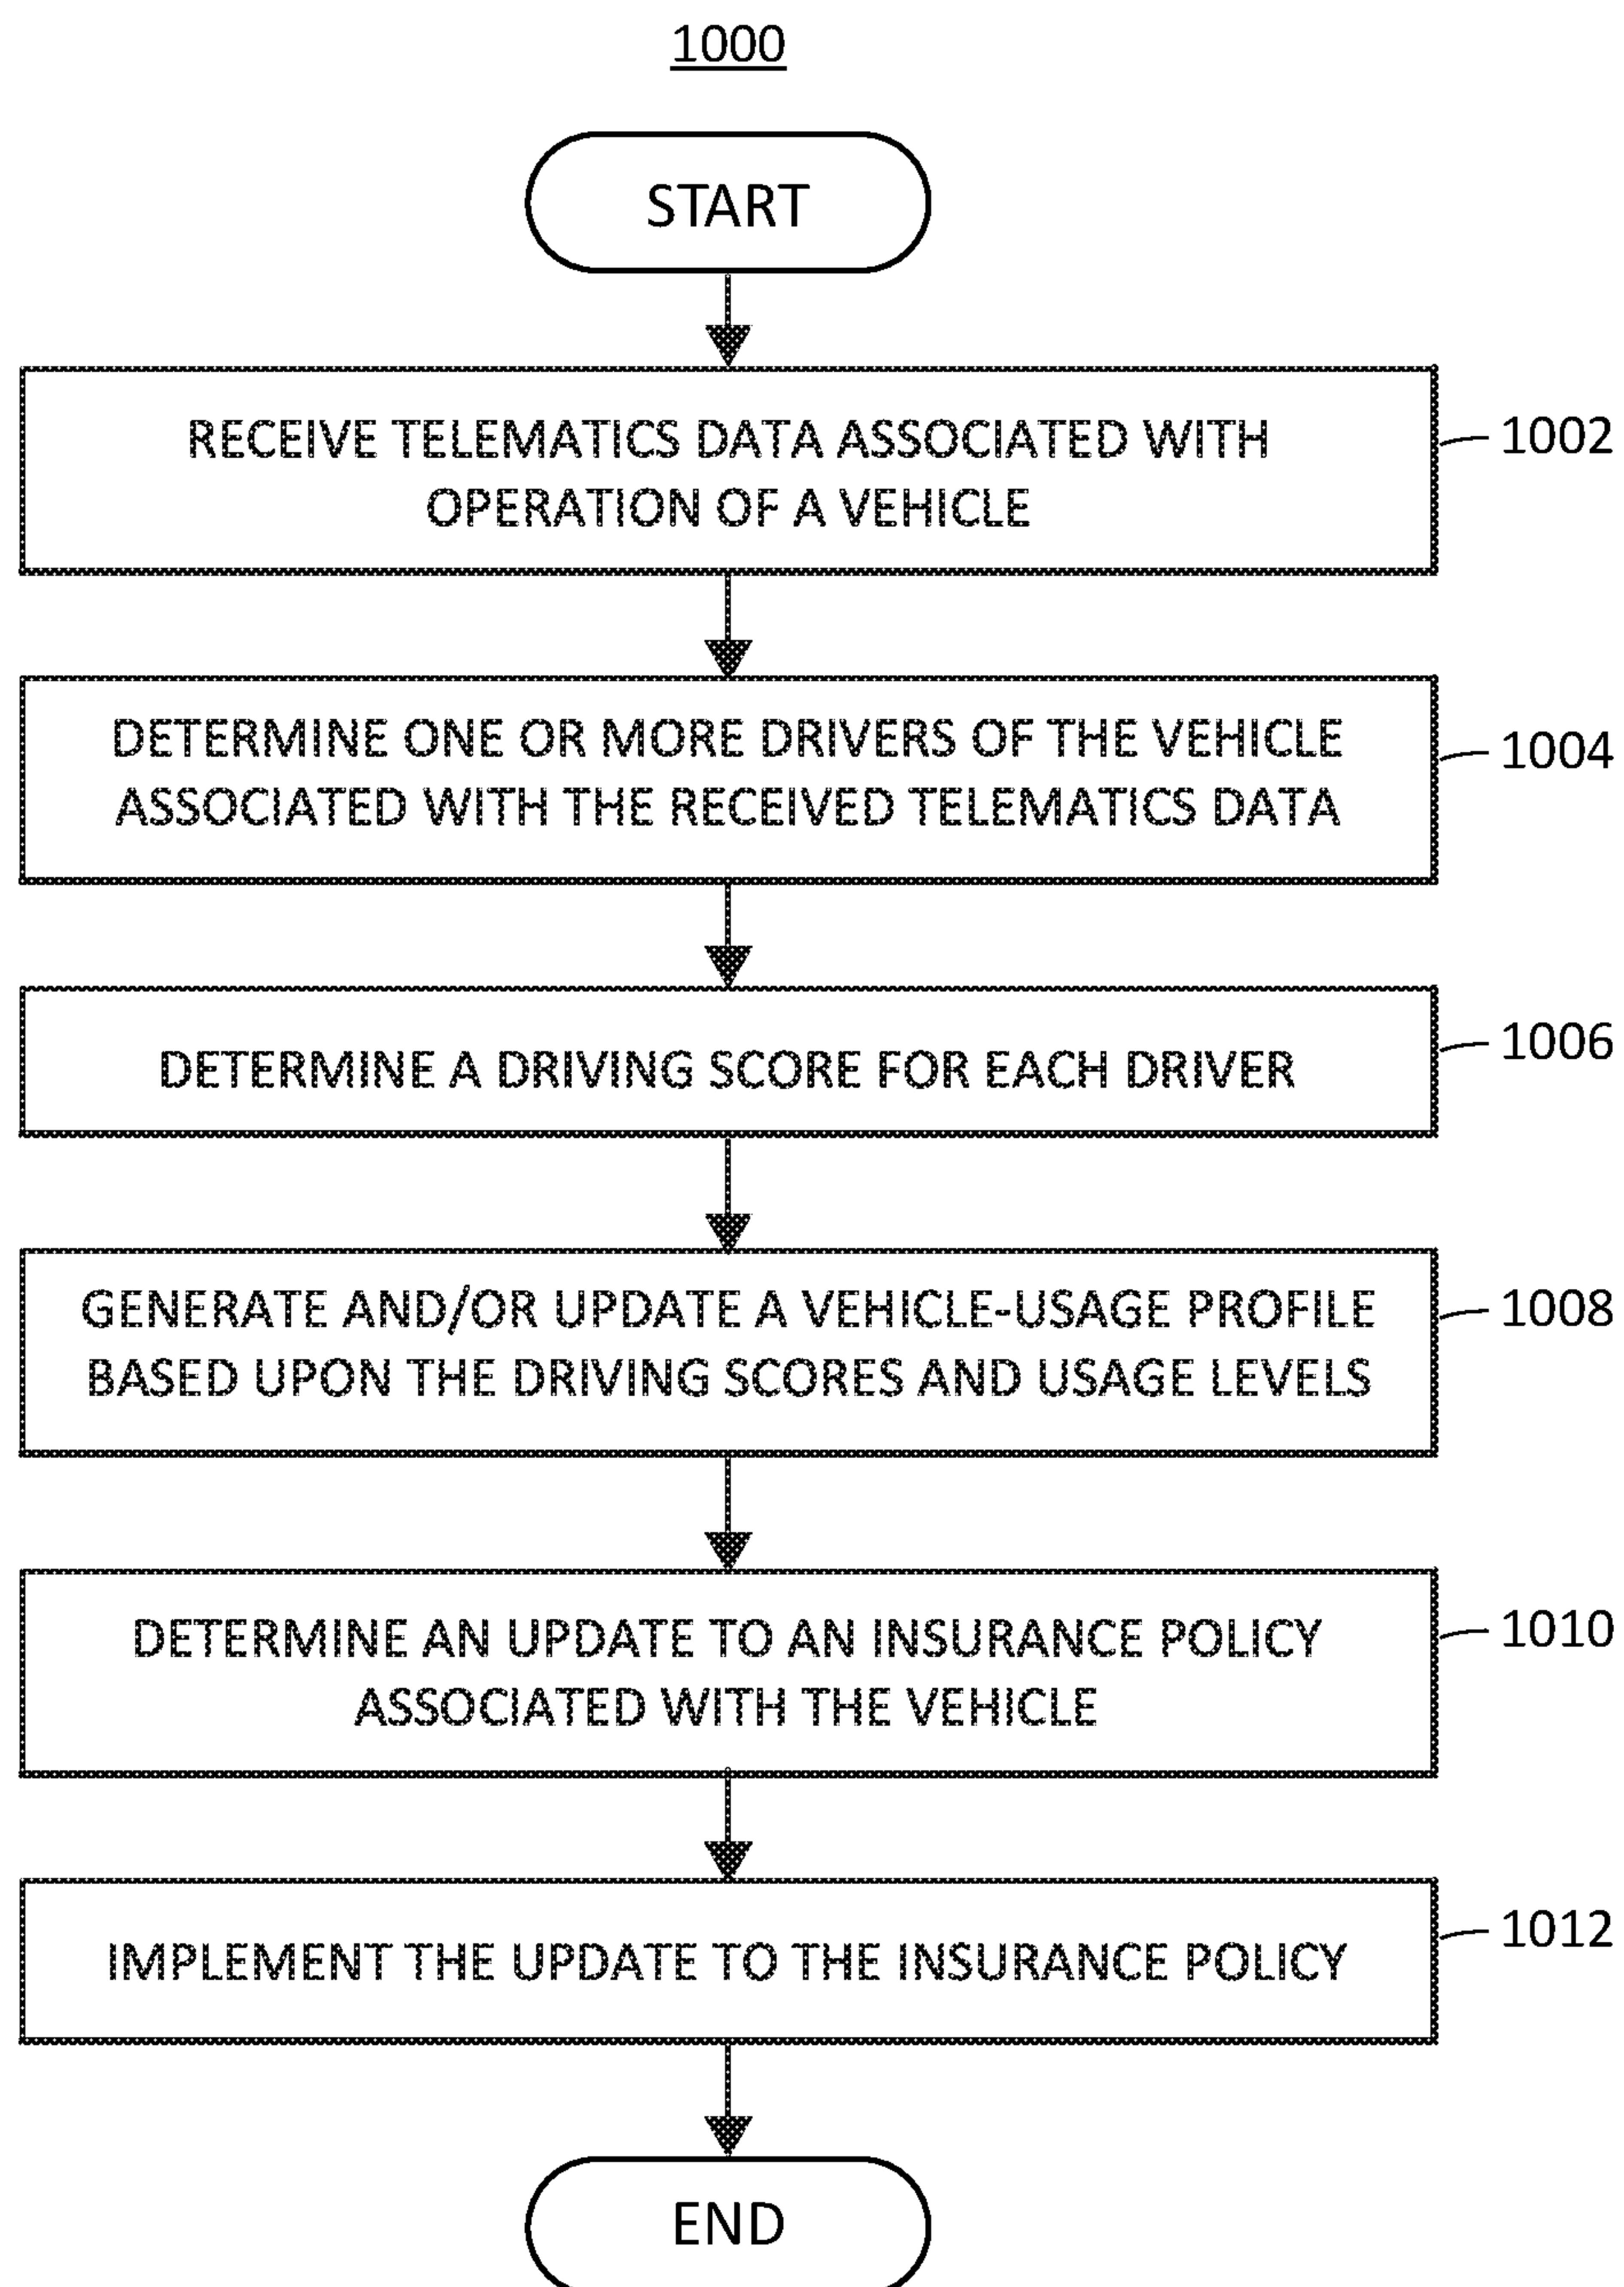 1000
START
RECEIVE TELEMATICS DATA ASSOCIATED WITH
OPERATION OF A VEHICLE
1002
DETERMINE ONE OR MORE DRIVERS OF THE VEHICLE
ASSOCIATED WITH THE RECEIVED TELEMATICS DATA
1004
DETERMINE A DRIVING SCORE FOR EACH DRIVER
1006
GENERATE AND/OR UPDATE A VEHICLE-USAGE PROFILE
BASED UPON THE DRIVING SCORES AND USAGE LEVELS
1008
DETERMINE AN UPDATE TO AN INSURANCE POLICY
ASSOCIATED WITH THE VEHICLE
1010
IMPLEMENT THE UPDATE TO THE INSURANCE POLICY
1012
END